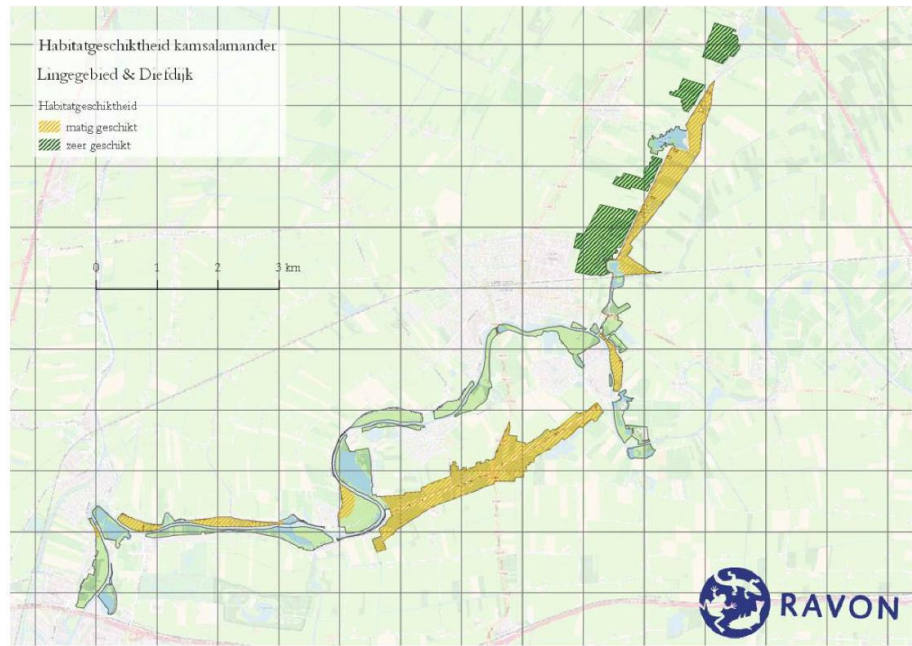 Habitatgeschiktheid kamsalamander
Lingegebied & Diefdijk
Habitatgeschiktheid
matig geschikt
zeer geschikt
0 1 2 3 km
RAVON